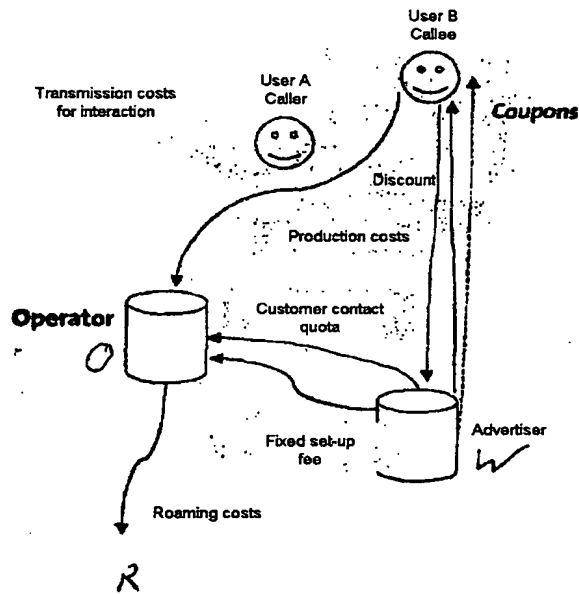 User B
Callee
User A
Caller
Transmission costs
for interaction
Coupons
Discount
Production costs
Operator
Customer contact
quota
O
Fixed set-up
fee
Advertiser
W
Roaming costs
R